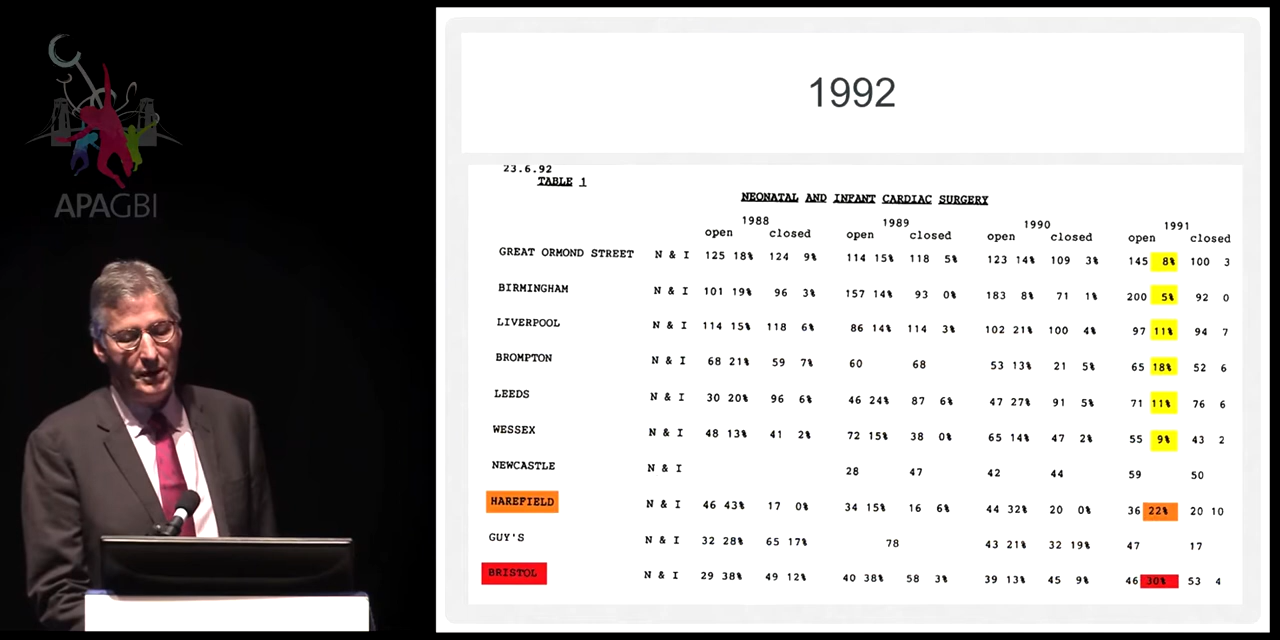 APAGBI
1992
23.6.92
TABLE 1
NEONATAL AND INFANT CARDIAC SURGERY
1988 1989 1990 1991
open closed open closed open closed open closed
GREAT ORMOND STREET N & I 125 18% 124 9% 114 15% 118 5% 123 14% 109 3% 145 8% 100 3
BIRMINGHAM N & I 101 19% 96 3% 157 14% 93 0% 183 8% 71 1% 200 5% 92 0
LIVERPOOL N & I 114 15% 118 6% 86 14% 114 3% 102 21% 100 4% 97 11% 94 7
BROMPTON N & I 68 21% 59 7% 60 68 53 13% 21 5% 65 18% 52 6
LEEDS N & I 30 20% 96 6% 46 24% 87 6% 47 27% 91 5% 71 11% 76 6
WESSEX N & I 48 13% 41 2% 72 15% 38 0% 65 14% 47 2% 55 9% 43 2
NEWCASTLE N & I 28 47 42 44 59 50
HAREFIELD N & I 46 43% 17 0% 34 15% 16 6% 44 32% 20 0% 36 22% 20 10
GUY'S N & I 32 28% 65 17% 78 43 21% 32 19% 47 17
BRISTOL N & I 29 38% 49 12% 40 38% 58 3% 39 13% 45 9% 46 30% 53 4